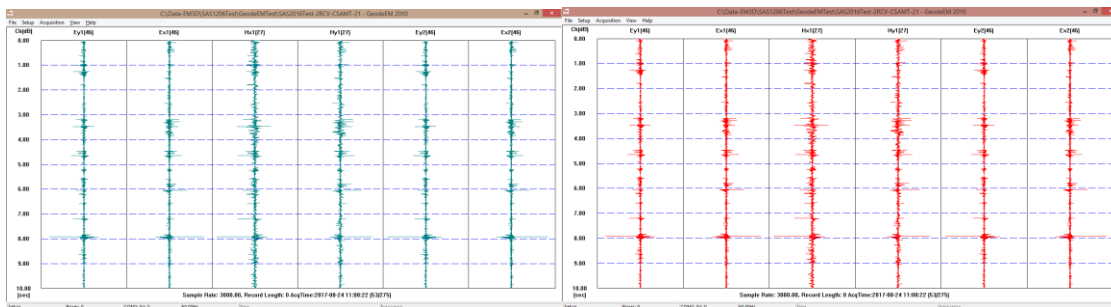 C:\Data-EM3D\SAS1206Test\GeodeEMTest\SAS2016Test-2RCV-CSAMT-21 - GeodeEM 2010
File Setup Acquisition View Help
Ch(dB) Ey1(46) Ex1(46) Hx1(27) Hy1(27) Ey2(46) Ex2(46)
0.00
1.00
2.00
3.00
4.00
5.00
6.00
7.00
8.00
9.00
10.00
(sec)
Sample Rate: 3000.00, Record Length: 0 AcqTime:2017-08-24 11:08:22 (53/275)
C:\Data-EM3D\SAS1206Test\GeodeEMTest\SAS2016Test-2RCV-CSAMT-21 - GeodeEM 2010
File Setup Acquisition View Help
Ch(dB) Ey1(46) Ex1(46) Hx1(27) Hy1(27) Ey2(46) Ex2(46)
0.00
1.00
2.00
3.00
4.00
5.00
6.00
7.00
8.00
9.00
10.00
(sec)
Sample Rate: 3000.00, Record Length: 0 AcqTime:2017-08-24 11:08:22 (53/275)